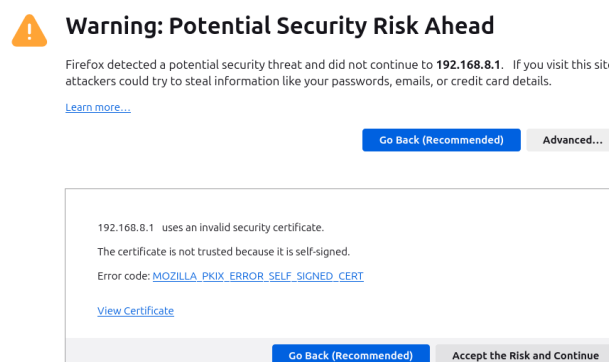 Warning: Potential Security Risk Ahead
Firefox detected a potential security threat and did not continue to 192.168.8.1. If you visit this site
attackers could try to steal information like your passwords, emails, or credit card details.
Learn more…
Go Back (Recommended)
Advanced…
192.168.8.1 uses an invalid security certificate.
The certificate is not trusted because it is self-signed.
Error code: MOZILLA_PKIX_ERROR_SELF_SIGNED_CERT
View Certificate
Go Back (Recommended)
Accept the Risk and Continue